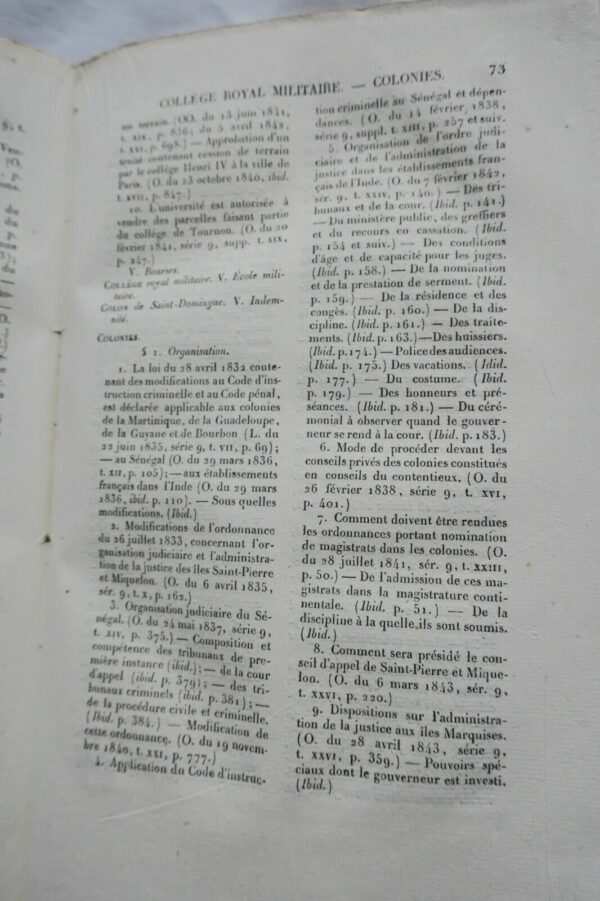 COLLÉGE ROYAL MILITAIRE. — COLONIES. 73
au terrain. (OO. du 13 juin 1841,
t. XIX, p. 836; du 5 avril 1842,
t. XXI, p. 698.) — Approbation d'un
traité contenant cession de terrain
par le collége Henri IV à la ville de
Paris. (O. du 23 octobre 1840, ibid.
t. XVII, p. 847.)
10. L'université est autorisée à
vendre des parcelles faisant partie
du collége de Tournon. (O. du 20
février 1841, série 9, supp. t. XIX,
p. 247.)
V. Bourses.
COLLÉGE royal militaire. V. École mili-
taire.
COLON de Saint-Domingue. V. Indem-
nité.
COLONIES.
§ 1. Organisation.
1. La loi du 28 avril 1832 conte-
nant des modifications au Code d'ins-
truction criminelle et au Code pénal,
est déclarée applicable aux colonies
de la Martinique, de la Guadeloupe,
de la Guyane et de Bourbon (L. du
22 juin 1835, série 9, t. VII, p. 69);
— au Sénégal (O. du 29 mars 1836,
t. XII, p. 105); — aux établissements
français dans l'Inde (O. du 29 mars
1836, ibid. p. 110). — Sous quelles
modifications. (Ibid.)
2. Modifications de l'ordonnance
du 26 juillet 1833, concernant l'or-
ganisation judiciaire et l'administra-
tion de la justice des îles Saint-Pierre
et Miquelon. (O. du 6 avril 1835,
sér. 9, t. X, p. 162.)
3. Organisation judiciaire du Sé-
négal. (O. du 24 mai 1837, série 9,
t. XIV, p. 375.) — Composition et
compétence des tribunaux de pre-
mière instance (ibid.); — de la cour
d'appel (ibid. p. 379); — des tri-
bunaux criminels (ibid. p. 381); —
de la procédure civile et criminelle.
(Ibid. p. 384.) — Modification de
cette ordonnance. (O. du 19 novem-
bre 1840, t. XXI, p. 777.)
4. Application du Code d'instruc-
tion criminelle au Sénégal et dépen-
dances. (O. du 14 février 1838,
série 9, suppl. t. XIII, p. 257 et suiv.
5. Organisation de l'ordre judi-
ciaire et de l'administration de la
justice dans les établissements fran-
çais de l'Inde. (O. du 7 février 1842,
série 9, t. XXV, p. 140.) — Des tri-
bunaux et de la cour. (Ibid. p. 141.)
— Du ministère public, des greffiers
et du recours en cassation. (Ibid.
p. 154 et suiv.) — Des conditions
d'âge et de capacité pour les juges.
(Ibid. p. 158.) — De la nomination
et de la prestation de serment. (Ibid.
p. 159.) — De la résidence et des
congés. (Ibid. p. 160.) — De la dis-
cipline. (Ibid. p. 161.) — Des traite-
ments. (Ibid. p. 163.) — Des huissiers.
(Ibid. p. 174.) — Police des audiences.
(Ibid. p. 175.) Des vacations. (Idid.
p. 177.) — Du costume. (Ibid.
p. 179.) — Des honneurs et pré-
séances. (Ibid. p. 181.) — Du céré-
monial à observer quand le gouver-
neur se rend à la cour. (Ibid. p. 183.)
6. Mode de procéder devant les
conseils privés des colonies constitués
en conseils du contentieux. (O. du
26 février 1838, série 9, t. XVI,
p. 401.)
7. Comment doivent être rendues
les ordonnances portant nomination
de magistrats dans les colonies. (O.
du 28 juillet 1841, sér. 9, t. XXIII,
p. 50.) — De l'admission de ces ma-
gistrats dans la magistrature conti-
nentale. (Ibid. p. 51.) — De la
discipline à la quelle ils sont soumis.
(Ibid.)
8. Comment sera présidé le con-
seil d'appel de Saint-Pierre et Mique-
lon. (O. du 6 mars 1843, sér. 9,
t. XXVI, p. 220.)
9. Dispositions sur l'administra-
tion de la justice aux îles Marquises.
(O. du 28 avril 1843, série 9,
t. XXVI, p. 359.) — Pouvoirs spé-
ciaux dont le gouverneur est investi.
(Ibid.)